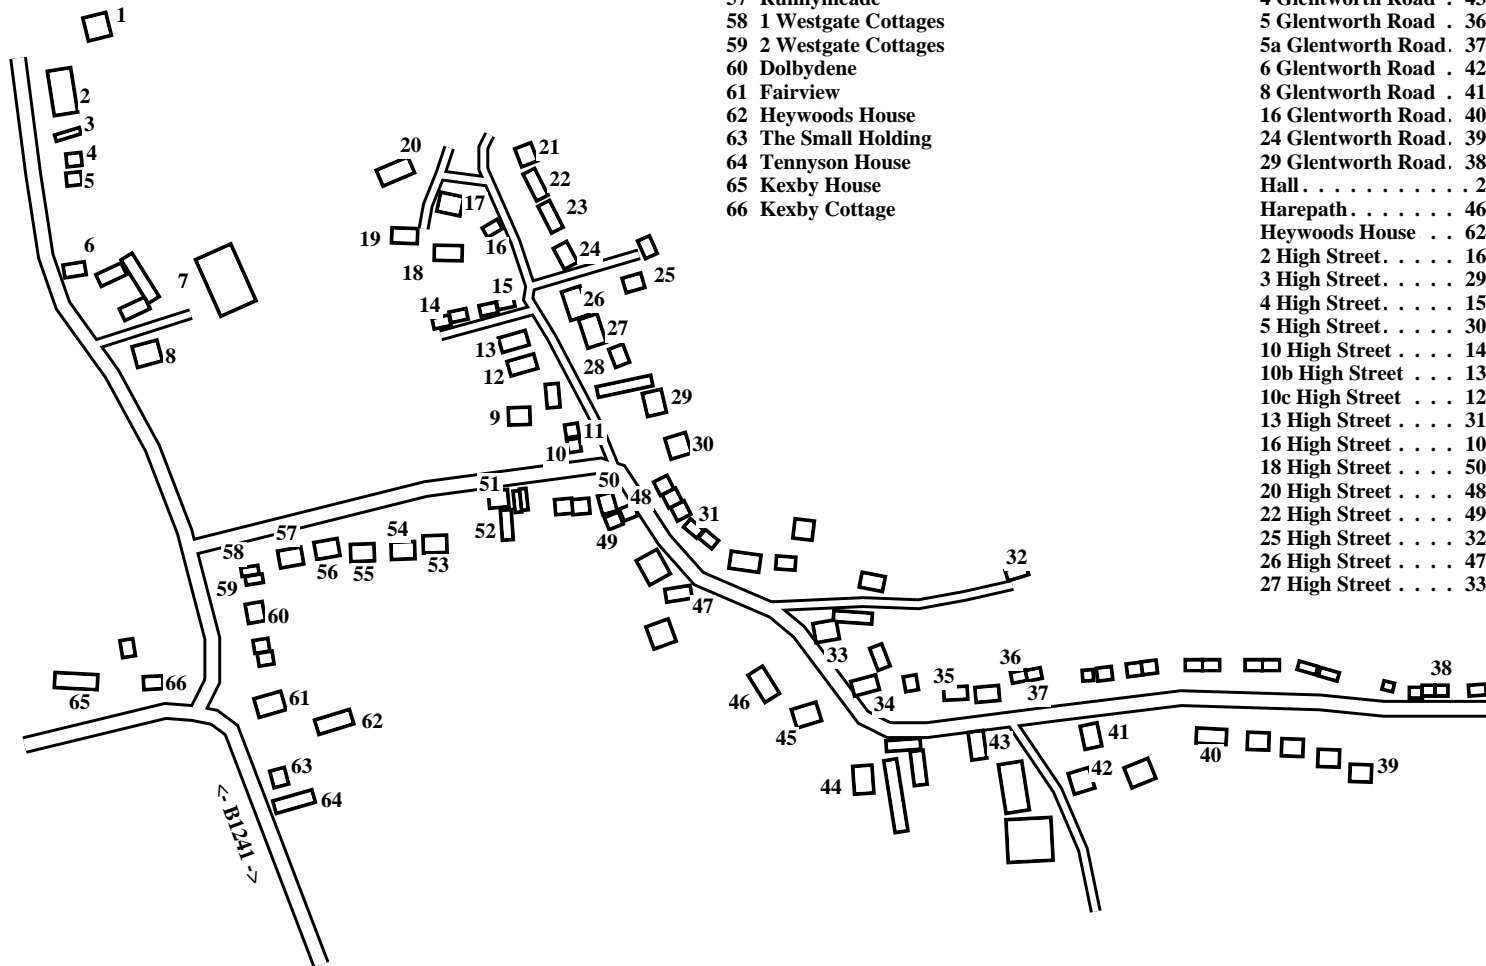 57 Runnymeade
58 1 Westgate Cottages
59 2 Westgate Cottages
60 Dolbydene
61 Fairview
62 Heywoods House
63 The Small Holding
64 Tennyson House
65 Kexby House
66 Kexby Cottage
4 Glentworth Road . 43
5 Glentworth Road . 36
5a Glentworth Road. 37
6 Glentworth Road . 42
8 Glentworth Road . 41
16 Glentworth Road. 40
24 Glentworth Road. 39
29 Glentworth Road. 38
Hall . . . . . . . . . . . 2
Harepath . . . . . . . 46
Heywoods House . . 62
2 High Street . . . . . 16
3 High Street . . . . . 29
4 High Street . . . . . 15
5 High Street . . . . . 30
10 High Street . . . . 14
10b High Street . . . 13
10c High Street . . . 12
13 High Street . . . . 31
16 High Street . . . . 10
18 High Street . . . . 50
20 High Street . . . . 48
22 High Street . . . . 49
25 High Street . . . . 32
26 High Street . . . . 47
27 High Street . . . . 33
1
2
3
4
5
6
7
8
20
19
17
18
16
21
22
23
24
25
15
14
26
27
13
12
28
29
9
11
10
30
51
50
48
31
52
49
57
54
58
56
55
53
59
60
47
32
33
66
65
61
62
46
45
34
35
36
37
38
63
64
44
43
41
42
40
39
<- B1241 ->